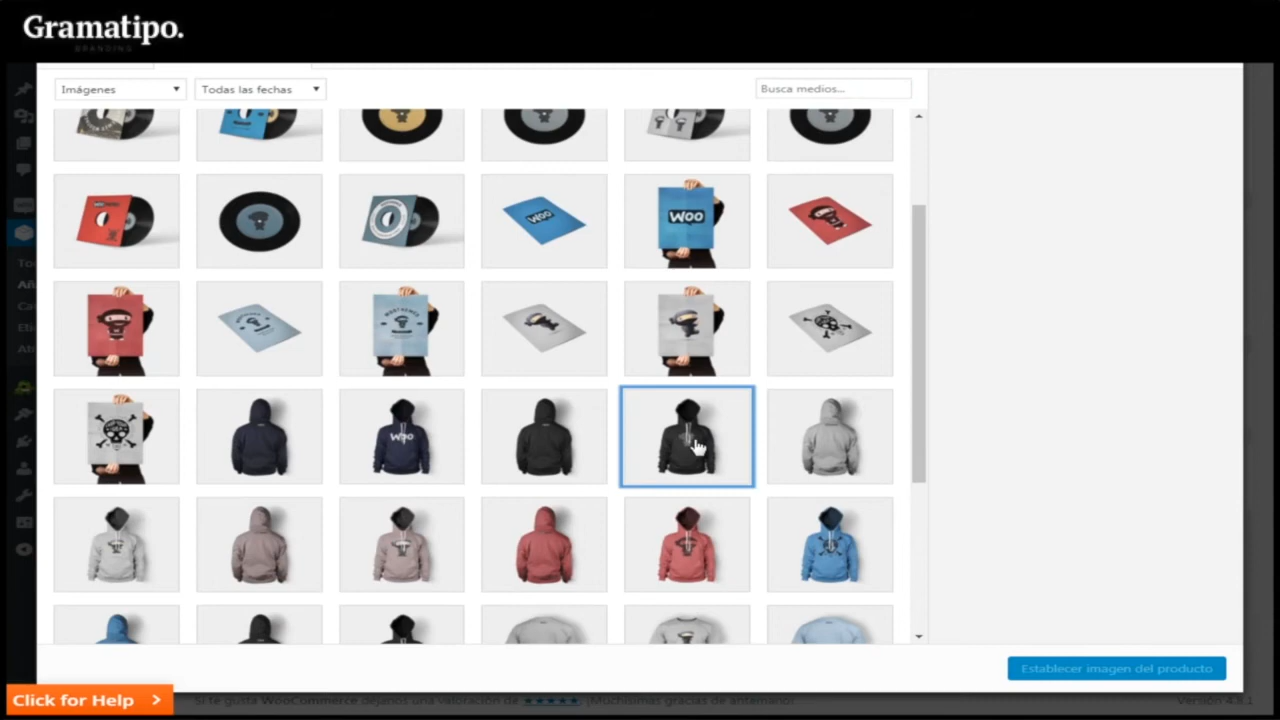 Gramatipo.
BRANDING
Imágenes
Todas las fechas
Busca medios...
WOO
WOO
Woo
Establecer imagen del producto
Click for Help >
Si te gusta WooCommerce déjanos una valoración de ★★★★★. ¡Muchísimas gracias de antemano!
Versión 4.8.1